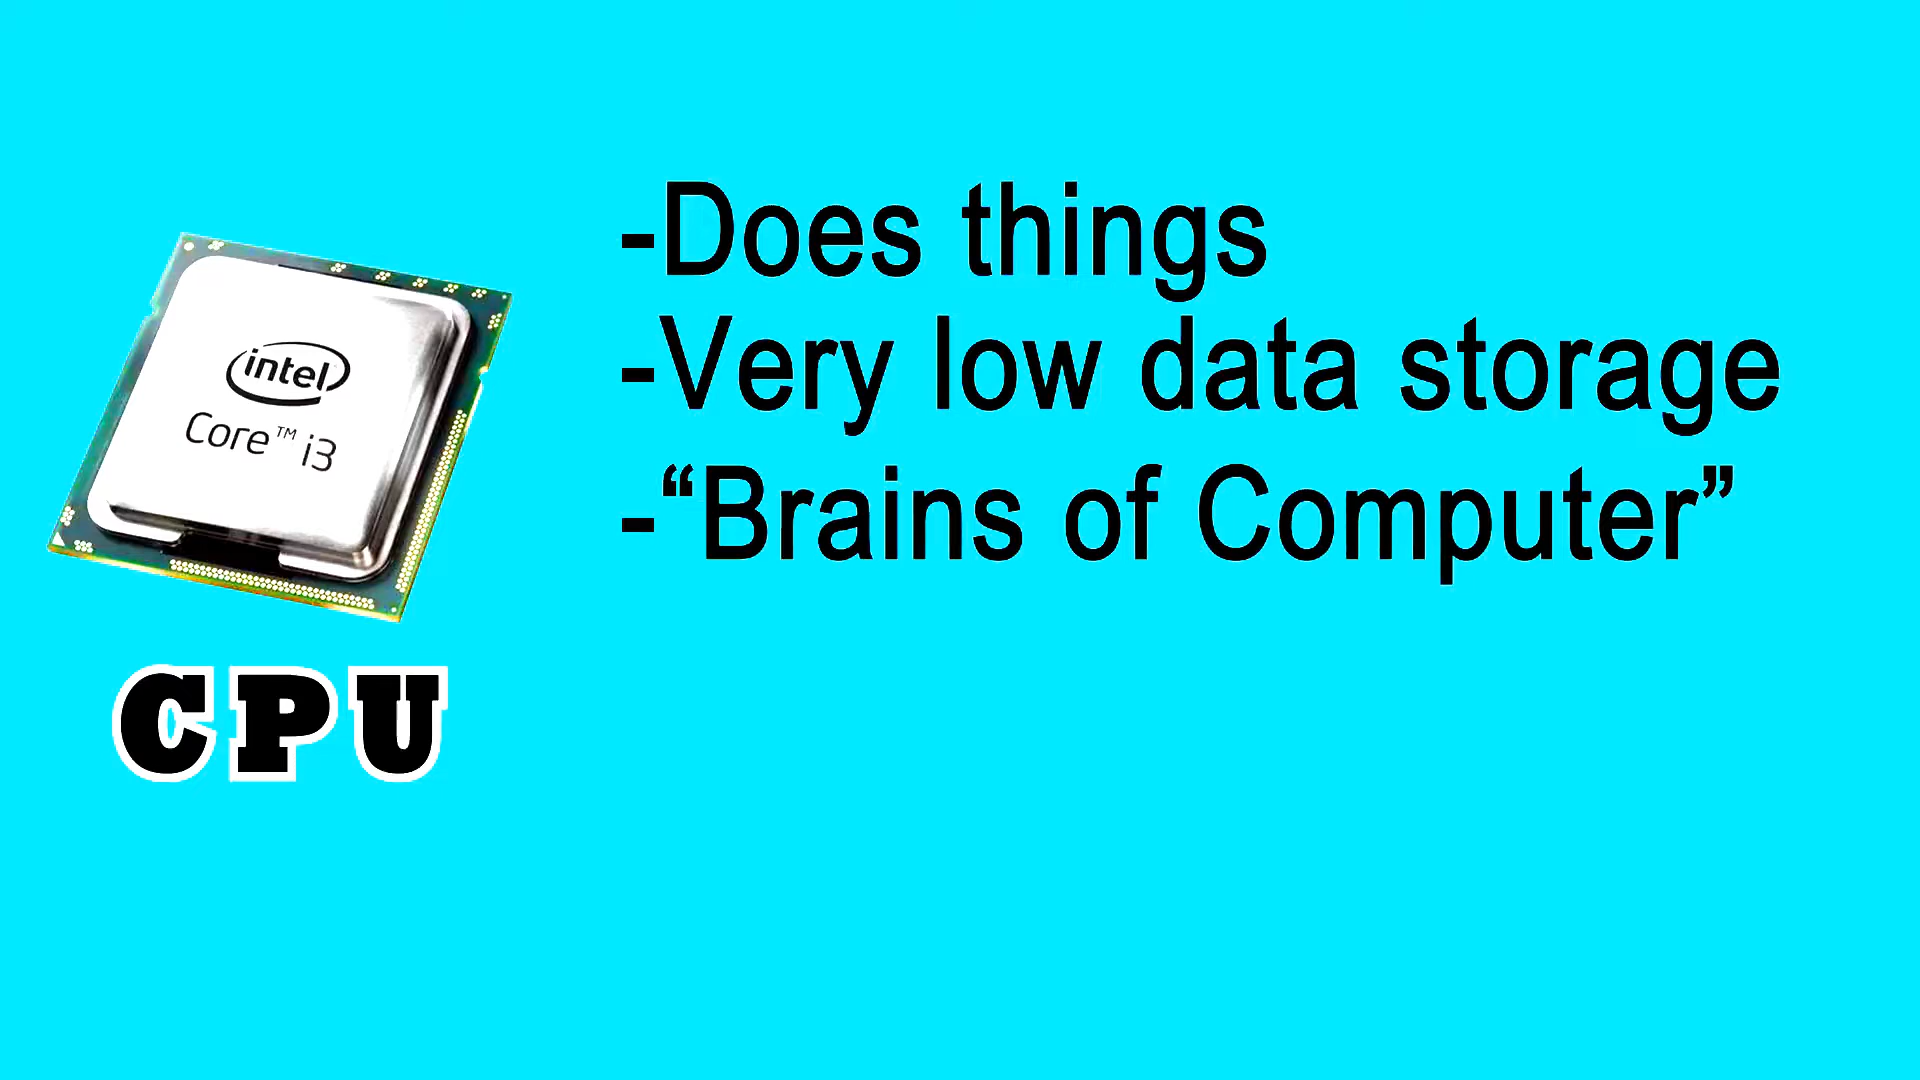 -Does things
-Very low data storage
-“Brains of Computer”
intel
Core™ i3
CPU